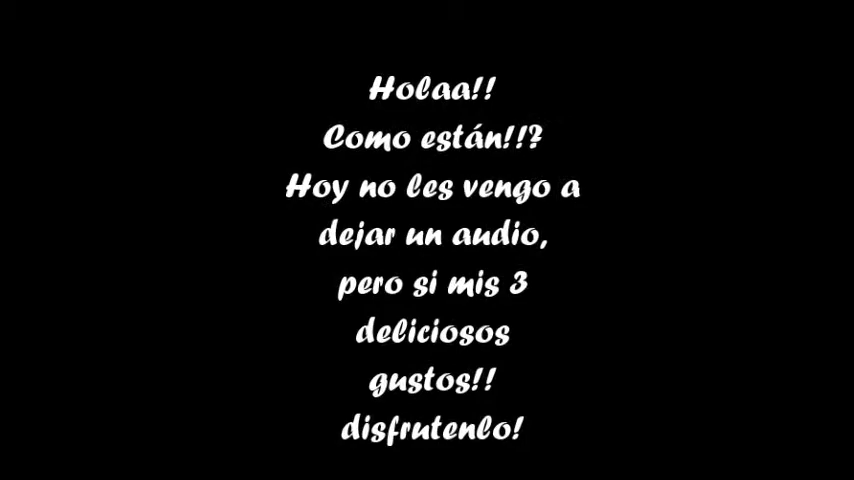 Holaa!!
Como están!!?
Hoy no les vengo a
dejar un audio,
pero si mis 3
deliciosos
gustos!!
disfrutenlo!